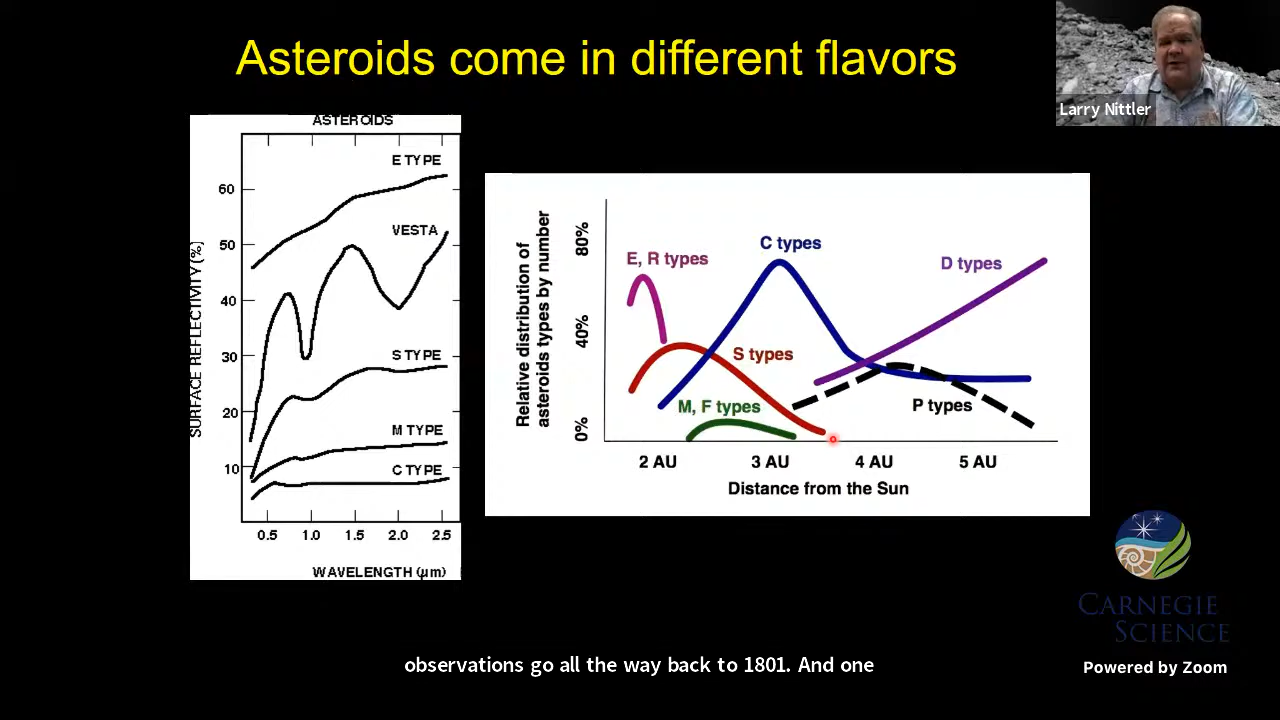 Asteroids come in different flavors
Larry Nittler
ASTEROIDS
E TYPE
VESTA
S TYPE
M TYPE
C TYPE
60
50
40
30
20
10
SURFACE REFLECTIVITY (%)
0.5 1.0 1.5 2.0 2.5
WAVELENGTH (μm)
Relative distribution of
asteroids types by number
80%
40%
0%
E, R types
C types
D types
S types
M, F types
P types
2 AU 3 AU 4 AU 5 AU
Distance from the Sun
CARNEGIE
SCIENCE
Powered by Zoom
observations go all the way back to 1801. And one